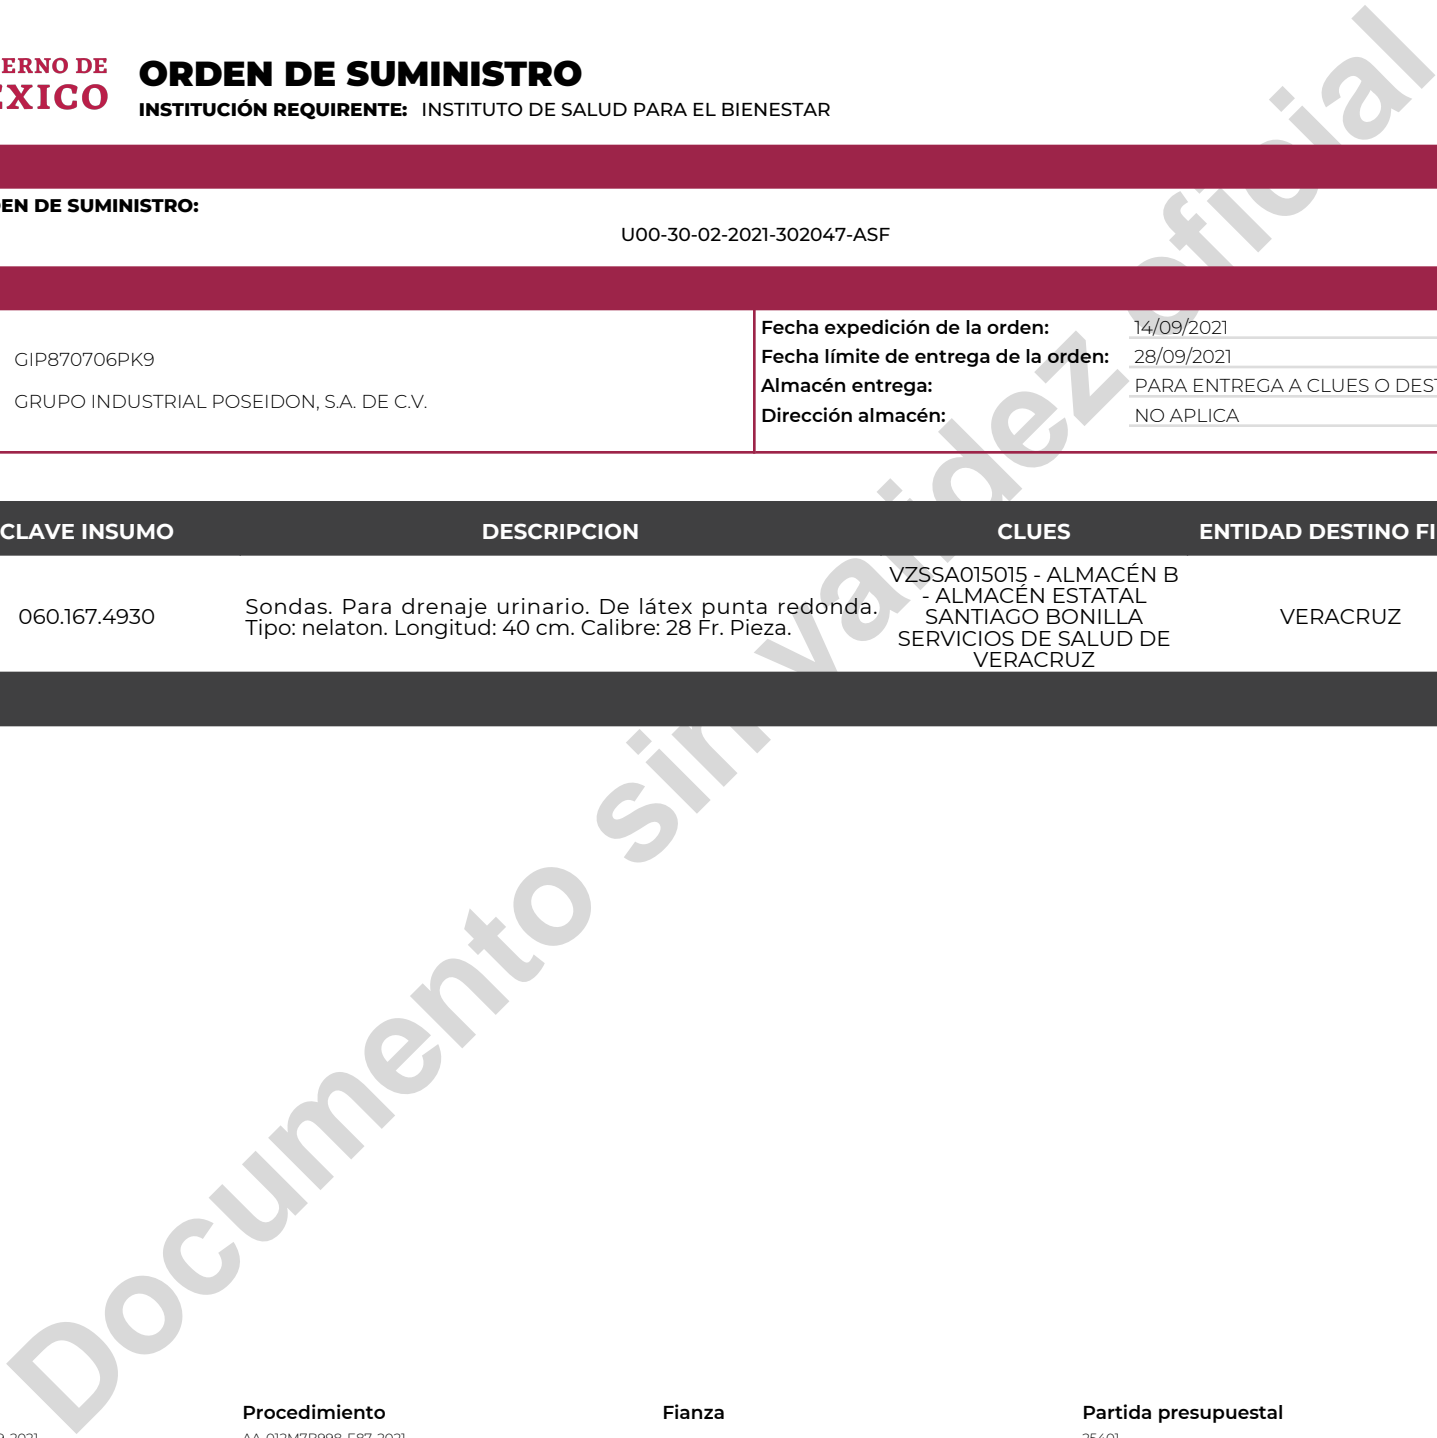 ERNO DE
EXICO
ORDEN DE SUMINISTRO
INSTITUCIÓN REQUIRENTE: INSTITUTO DE SALUD PARA EL BIENESTAR
EN DE SUMINISTRO:
U00-30-02-2021-302047-ASF
GIP870706PK9
GRUPO INDUSTRIAL POSEIDON, S.A. DE C.V.
Fecha expedición de la orden: 14/09/2021
Fecha límite de entrega de la orden: 28/09/2021
Almacén entrega: PARA ENTREGA A CLUES O DEST
Dirección almacén: NO APLICA
CLAVE INSUMO DESCRIPCION CLUES ENTIDAD DESTINO FI
060.167.4930
Sondas. Para drenaje urinario. De látex punta redonda.
Tipo: nelaton. Longitud: 40 cm. Calibre: 28 Fr. Pieza.
VZSSA015015 - ALMACÉN B
- ALMACÉN ESTATAL
SANTIAGO BONILLA
SERVICIOS DE SALUD DE
VERACRUZ
VERACRUZ
Documento sin validez oficial
Procedimiento Fianza Partida presupuestal